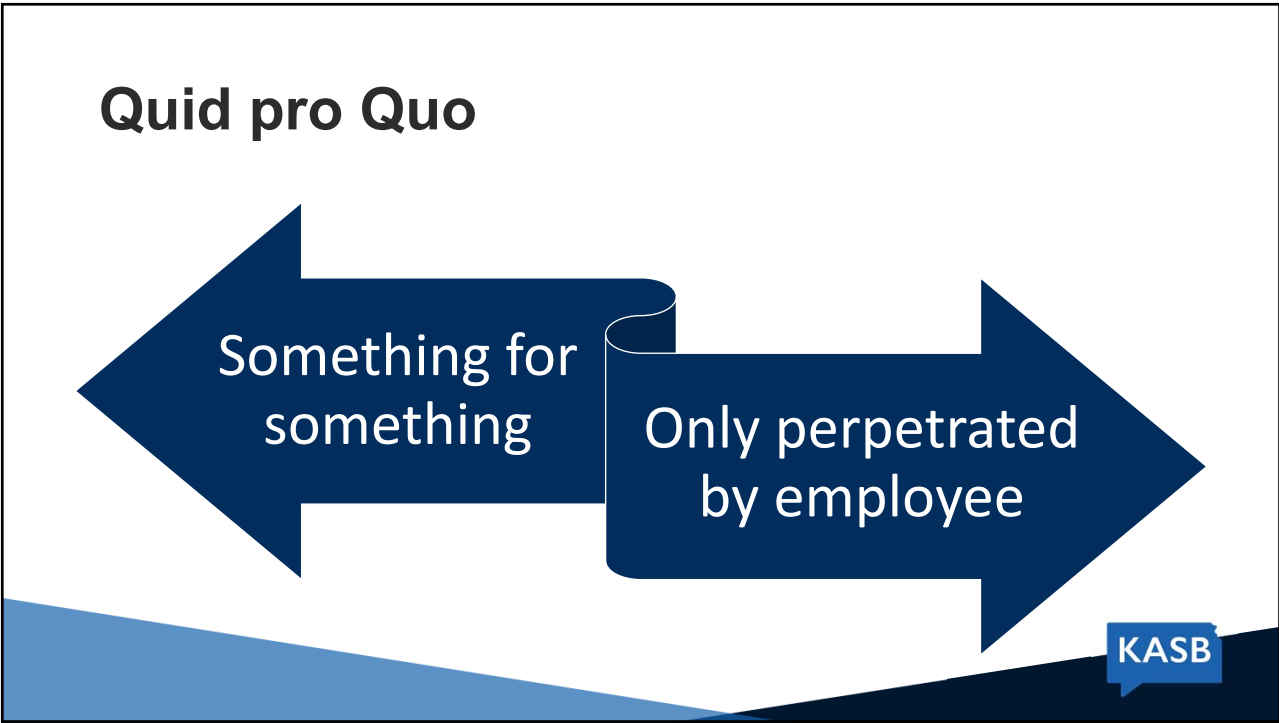 Quid pro Quo
Something for
something
Only perpetrated
by employee
KASB